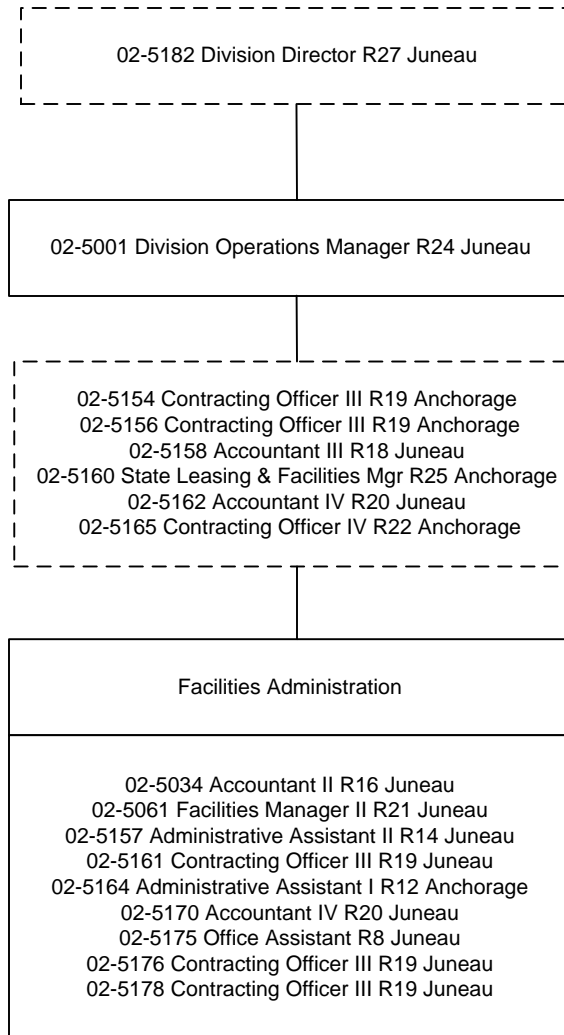 02-5182 Division Director R27 Juneau
02-5001 Division Operations Manager R24 Juneau
02-5154 Contracting Officer III R19 Anchorage
02-5156 Contracting Officer III R19 Anchorage
02-5158 Accountant III R18 Juneau
02-5160 State Leasing & Facilities Mgr R25 Anchorage
02-5162 Accountant IV R20 Juneau
02-5165 Contracting Officer IV R22 Anchorage
Facilities Administration
02-5034 Accountant II R16 Juneau
02-5061 Facilities Manager II R21 Juneau
02-5157 Administrative Assistant II R14 Juneau
02-5161 Contracting Officer III R19 Juneau
02-5164 Administrative Assistant I R12 Anchorage
02-5170 Accountant IV R20 Juneau
02-5175 Office Assistant R8 Juneau
02-5176 Contracting Officer III R19 Juneau
02-5178 Contracting Officer III R19 Juneau